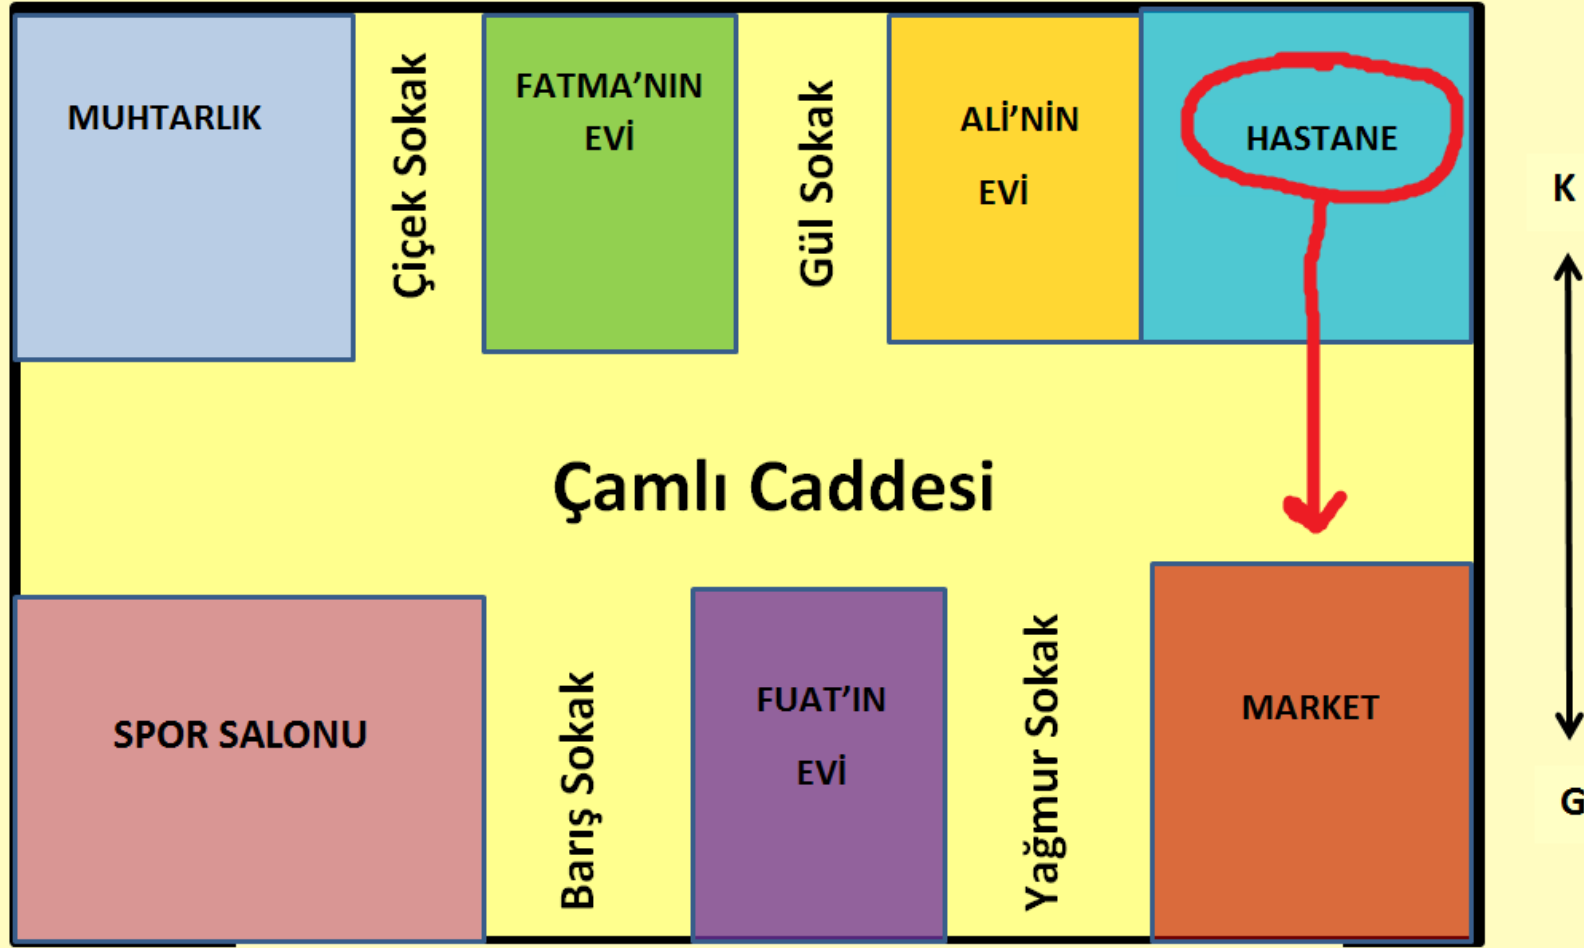 MUHTARLIK
Çiçek Sokak
FATMA’NIN
EVİ
Gül Sokak
ALİ’NİN
EVİ
HASTANE
K
Çamlı Caddesi
SPOR SALONU
Barış Sokak
FUAT’IN
EVİ
Yağmur Sokak
MARKET
G